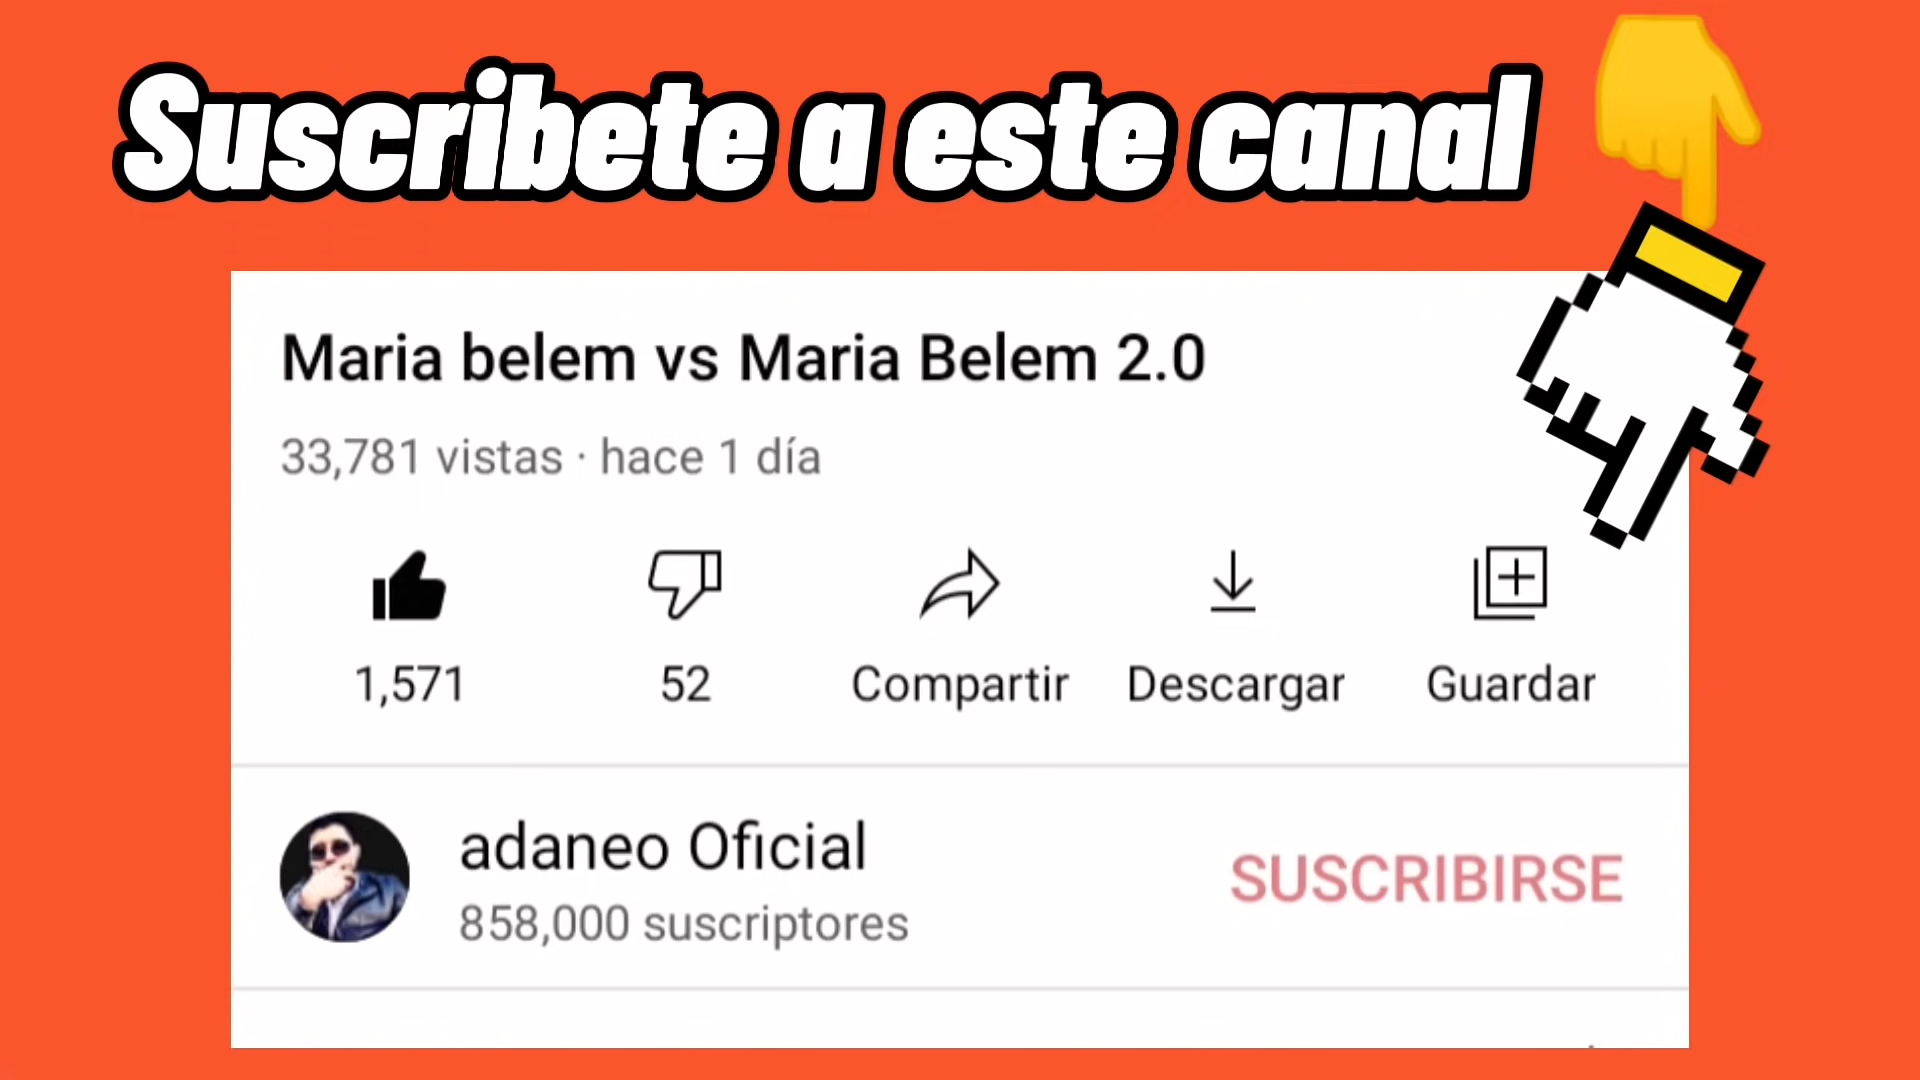 Suscribete a este canal
Maria belem vs Maria Belem 2.0
33,781 vistas · hace 1 día
1,571
52
Compartir
Descargar
Guardar
adaneo Oficial
SUSCRIBIRSE
858,000 suscriptores